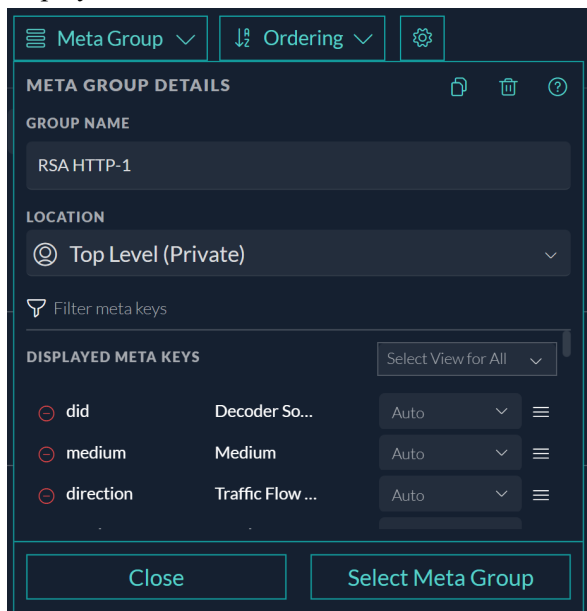 Meta Group
Ordering
META GROUP DETAILS
GROUP NAME
RSA HTTP-1
LOCATION
Top Level (Private)
Filter meta keys
DISPLAYED META KEYS Select View for All
did Decoder So... Auto
medium Medium Auto
direction Traffic Flow ... Auto
Close Select Meta Group